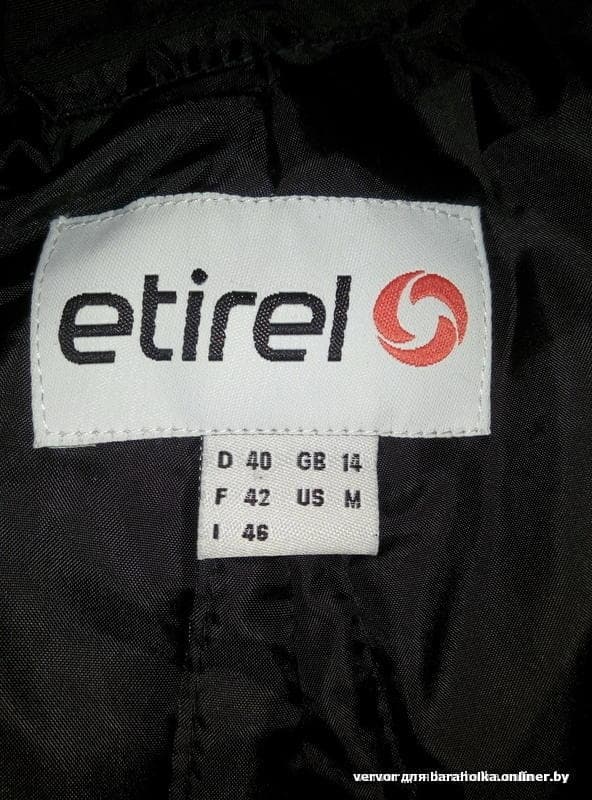 etirel
D 40 GB 14
F 42 US M
I 46
vervor для baraholka.onliner.by